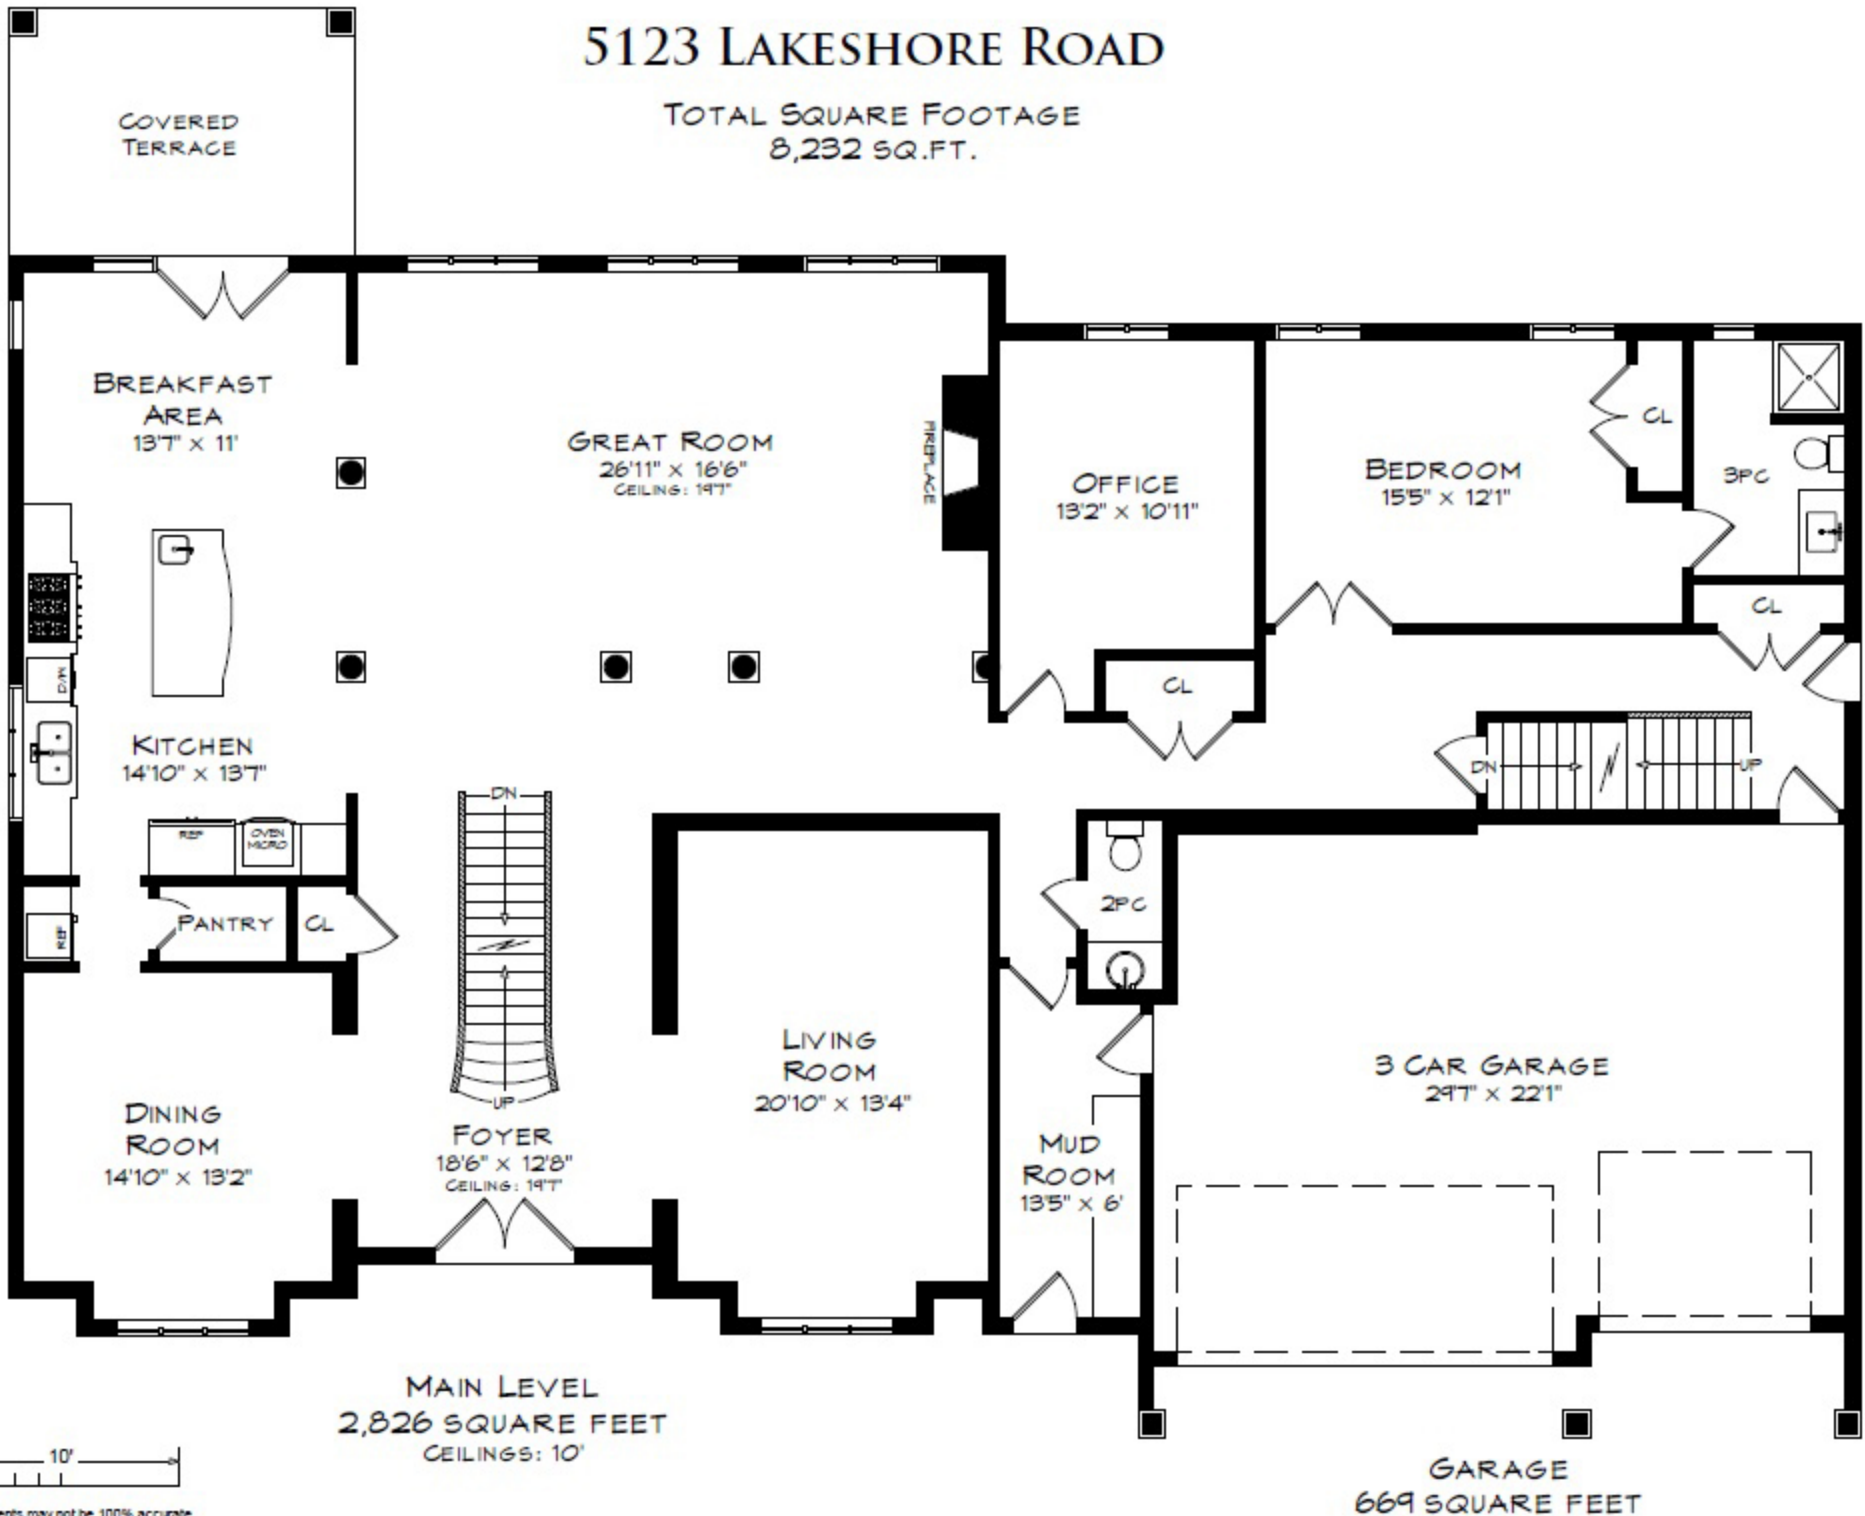 5123 LAKESHORE ROAD
TOTAL SQUARE FOOTAGE
8,232 SQ.FT.
COVERED
TERRACE
BREAKFAST
AREA
13'7" X 11'
GREAT ROOM
26'11" X 16'6"
CEILING: 19'7"
FIREPLACE
OFFICE
13'2" X 10'11"
BEDROOM
15'5" X 12'1"
CL
3PC
CL
CL
D/W
KITCHEN
14'10" X 13'7"
REF
OVEN
MICRO
DN
DN
UP
REF
PANTRY
CL
2PC
UP
FOYER
18'6" X 12'8"
CEILING: 19'7"
DINING
ROOM
14'10" X 13'2"
LIVING
ROOM
20'10" X 13'4"
MUD
ROOM
13'5" X 6'
3 CAR GARAGE
29'7" X 22'1"
MAIN LEVEL
2,826 SQUARE FEET
CEILINGS: 10'
GARAGE
669 SQUARE FEET
10'
may not be 100% accurate